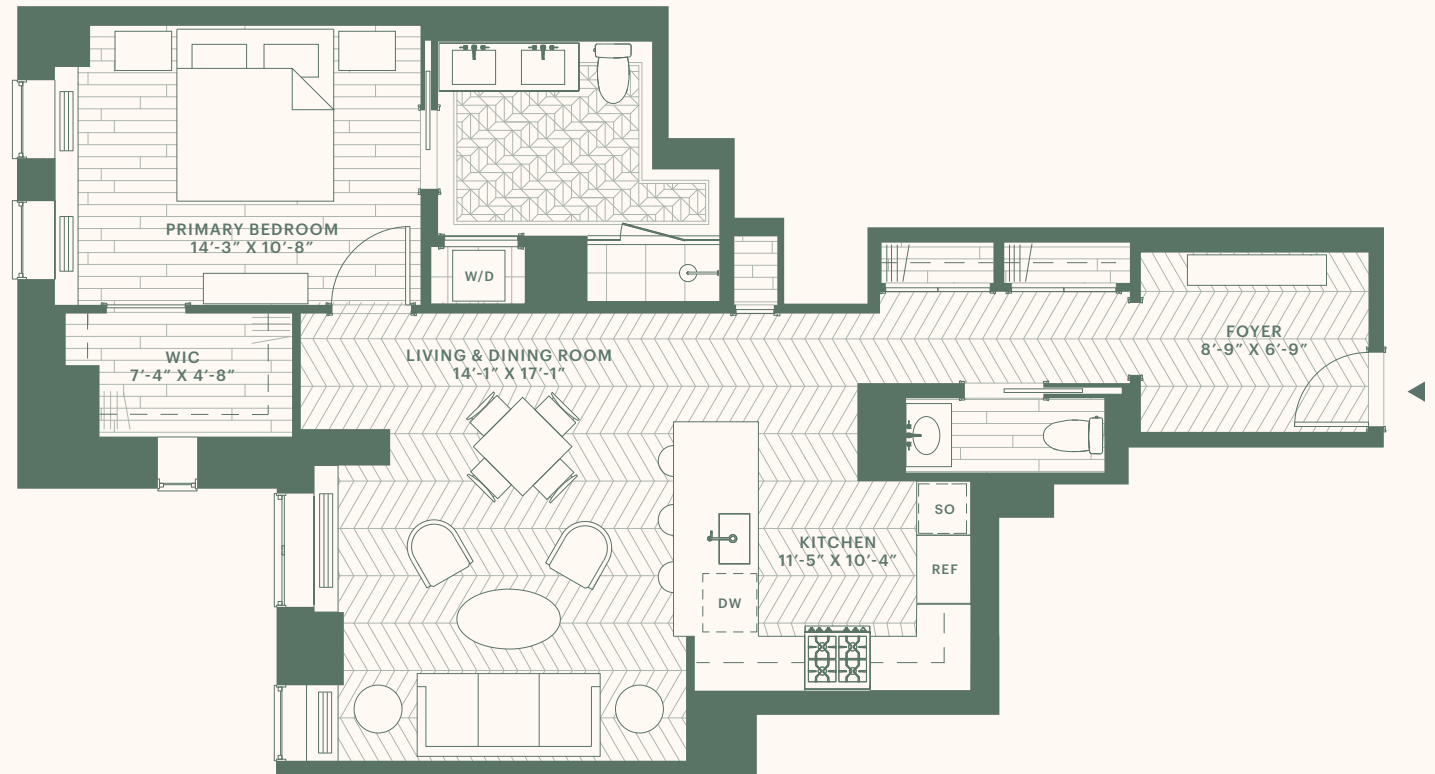 PRIMARY BEDROOM
14′-3″ X 10′-8″
W/D
WIC
7′-4″ X 4′-8″
LIVING & DINING ROOM
14′-1″ X 17′-1″
FOYER
8′-9″ X 6′-9″
SO
KITCHEN
11′-5″ X 10′-4″
REF
DW